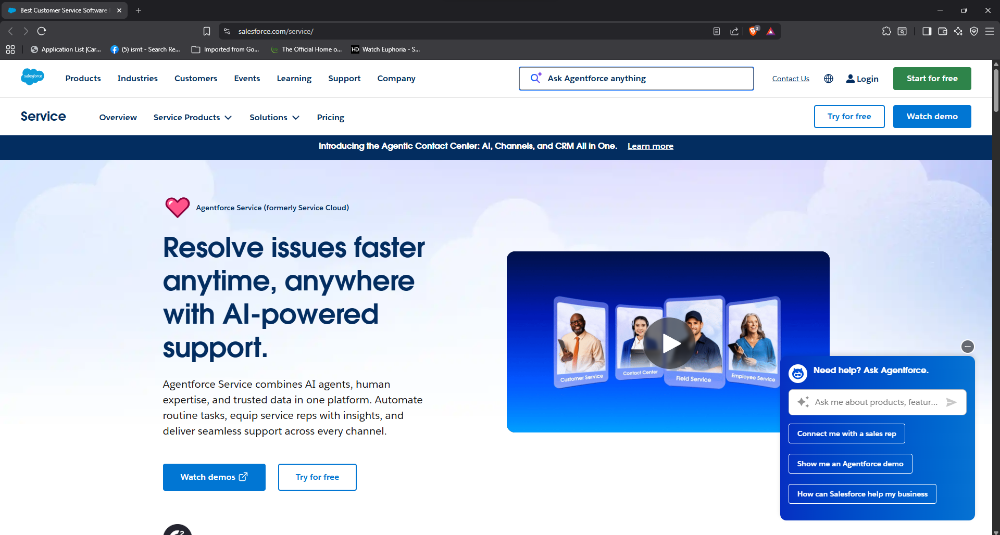 Best Customer Service Software
salesforce.com/service/
2
Application List |Car...
(5) ismt - Search Re...
Imported from Go...
The Official Home o...
HD Watch Euphoria - S...
salesforce
Products
Industries
Customers
Events
Learning
Support
Company
Ask Agentforce anything
Contact Us
Login
Start for free
Service
Overview
Service Products
Solutions
Pricing
Try for free
Watch demo
Introducing the Agentic Contact Center: AI, Channels, and CRM All in One. Learn more
Agentforce Service (formerly Service Cloud)
Resolve issues faster
anytime, anywhere
with AI-powered
support.
Agentforce Service combines AI agents, human
expertise, and trusted data in one platform. Automate
routine tasks, equip service reps with insights, and
deliver seamless support across every channel.
Watch demos
Try for free
Customer Service
Contact Center
Field Service
Employee Service
Need help? Ask Agentforce.
Ask me about products, featur...
Connect me with a sales rep
Show me an Agentforce demo
How can Salesforce help my business